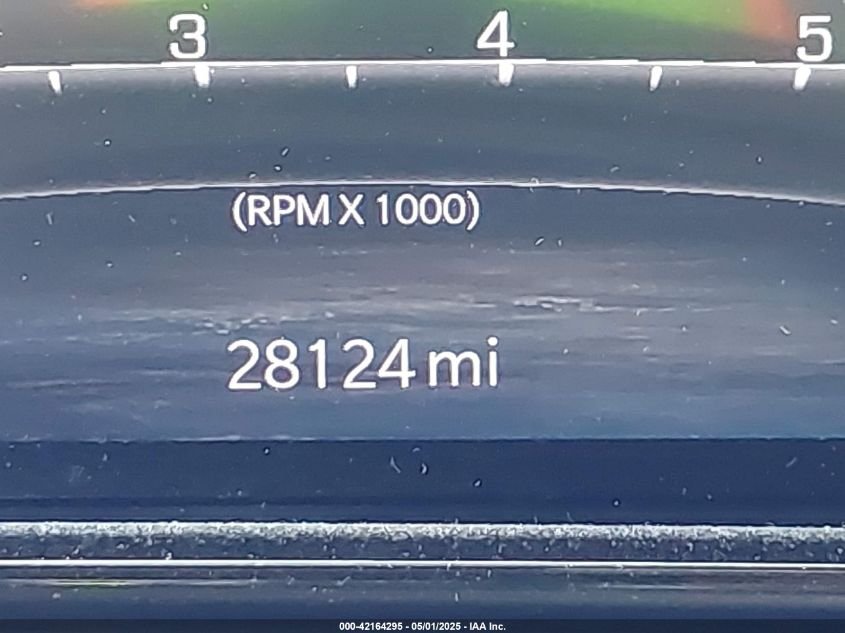 3 4 5
(RPM X 1000)
28124 mi
000-42164295 - 05/01/2025 - IAA Inc.